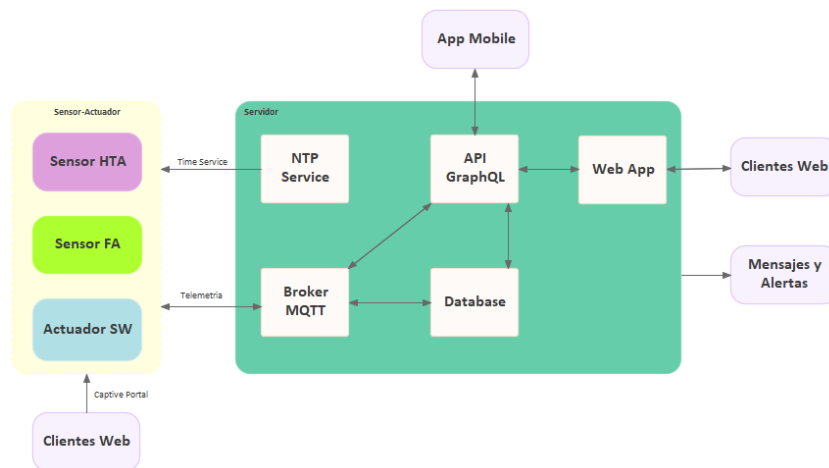 App Mobile
Sensor-Actuador
Servidor
Sensor HTA
Time Service
NTP
Service
API
GraphQL
Web App
Clientes Web
Sensor FA
Mensajes y
Alertas
Telemetria
Broker
MQTT
Database
Actuador SW
Captive Portal
Clientes Web